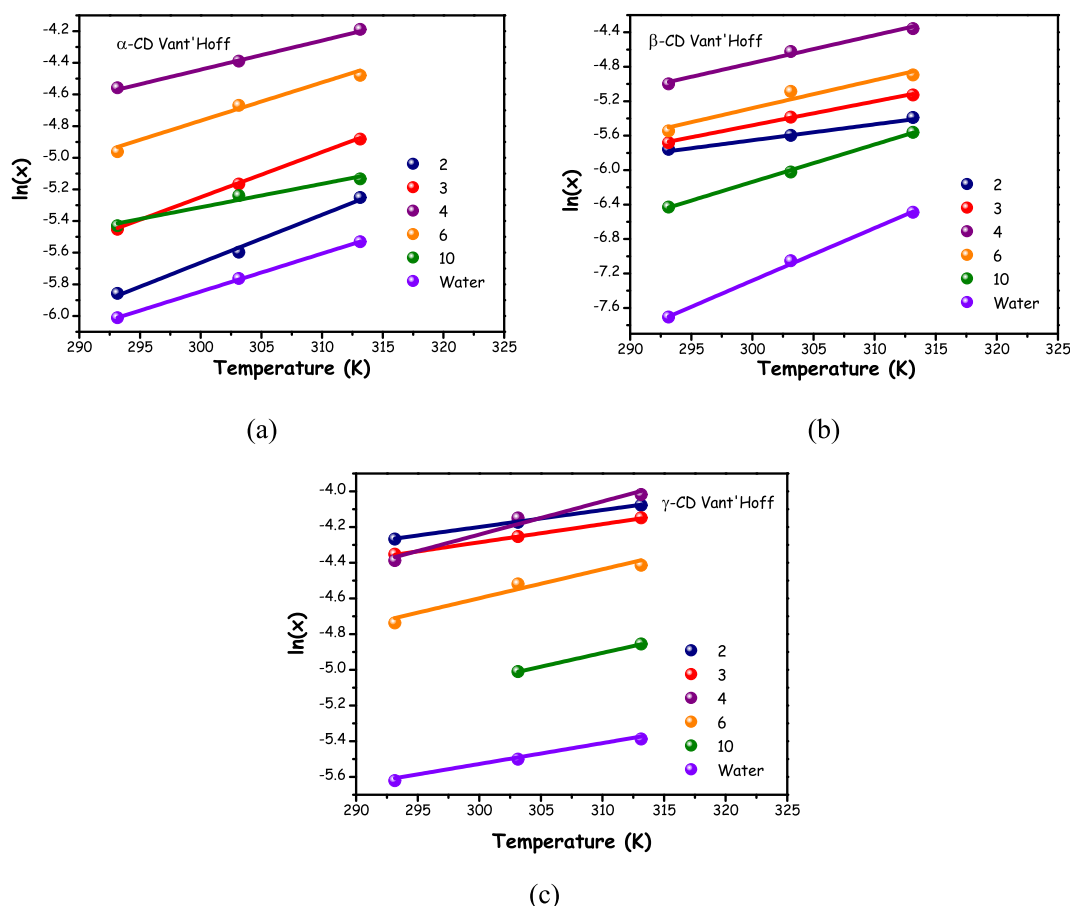 α-CD Vant'Hoff
ln(x)
-4.2
-4.4
-4.6
-4.8
-5.0
-5.2
-5.4
-5.6
-5.8
-6.0
2
3
4
6
10
Water
290 295 300 305 310 315 320 325
Temperature (K)
(a)
β-CD Vant'Hoff
ln(x)
-4.4
-4.8
-5.2
-5.6
-6.0
-6.4
-6.8
-7.2
-7.6
2
3
4
6
10
Water
290 295 300 305 310 315 320 325
Temperature (K)
(b)
γ-CD Vant'Hoff
ln(x)
-4.0
-4.2
-4.4
-4.6
-4.8
-5.0
-5.2
-5.4
-5.6
2
3
4
6
10
Water
290 295 300 305 310 315 320 325
Temperature (K)
(c)